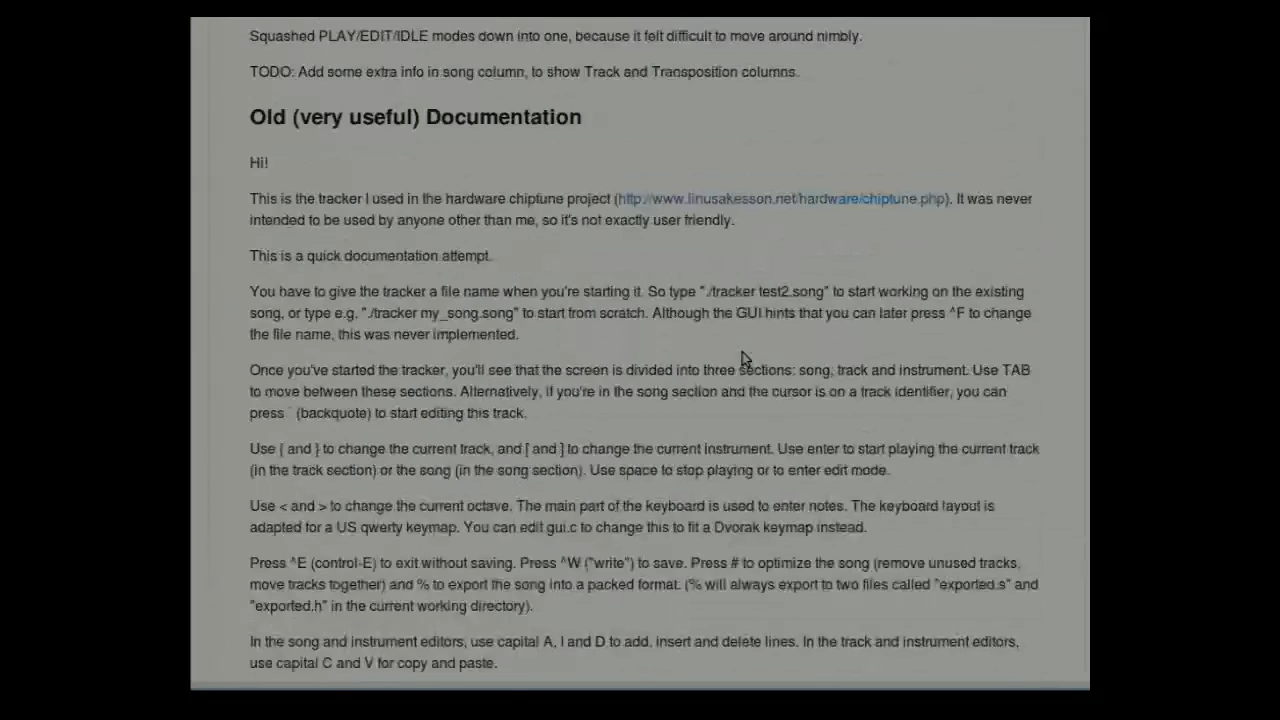 Squashed PLAY/EDIT/IDLE modes down into one, because it felt difficult to move around nimbly.
TODO: Add some extra info in song column, to show Track and Transposition columns.
Old (very useful) Documentation
Hi!
This is the tracker I used in the hardware chiptune project (http://www.linusakesson.net/hardware/chiptune.php). It was never
intended to be used by anyone other than me, so it's not exactly user friendly.
This is a quick documentation attempt.
You have to give the tracker a file name when you're starting it. So type "./tracker test2.song" to start working on the existing
song, or type e.g. "./tracker my_song.song" to start from scratch. Although the GUI hints that you can later press ^F to change
the file name, this was never implemented.
Once you've started the tracker, you'll see that the screen is divided into three sections: song, track and instrument. Use TAB
to move between these sections. Alternatively, if you're in the song section and the cursor is on a track identifier, you can
press ` (backquote) to start editing this track.
Use { and } to change the current track, and [ and ] to change the current instrument. Use enter to start playing the current track
(in the track section) or the song (in the song section). Use space to stop playing or to enter edit mode.
Use < and > to change the current octave. The main part of the keyboard is used to enter notes. The keyboard layout is
adapted for a US qwerty keymap. You can edit gui.c to change this to fit a Dvorak keymap instead.
Press ^E (control-E) to exit without saving. Press ^W ("write") to save. Press # to optimize the song (remove unused tracks,
move tracks together) and % to export the song into a packed format. (% will always export to two files called "exported.s" and
"exported.h" in the current working directory).
In the song and instrument editors, use capital A, I and D to add, insert and delete lines. In the track and instrument editors,
use capital C and V for copy and paste.